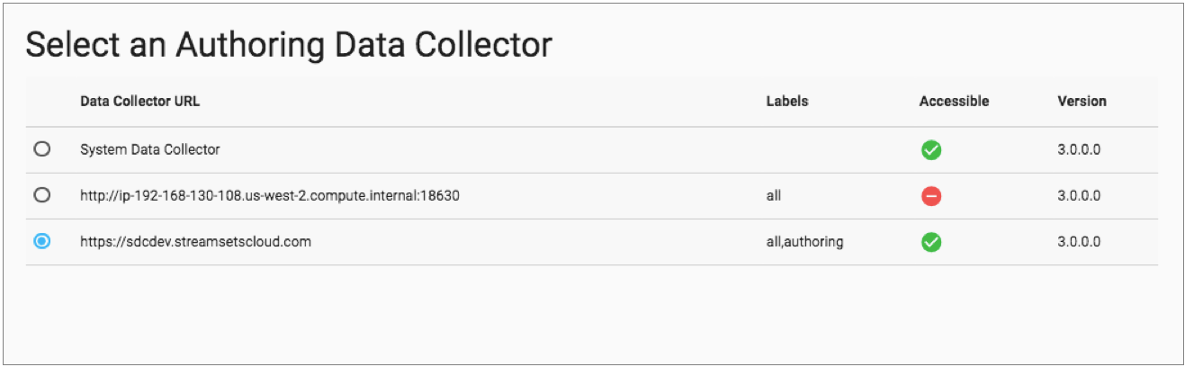 Select an Authoring Data Collector
Data Collector URL Labels Accessible Version
System Data Collector 3.0.0.0
http://ip-192-168-130-108.us-west-2.compute.internal:18630 all 3.0.0.0
https://sdcdev.streamsetscloud.com all,authoring 3.0.0.0